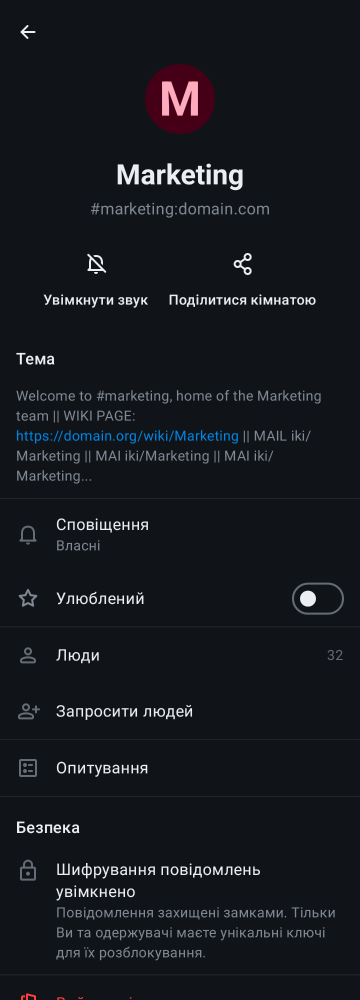 M
Marketing
#marketing:domain.com
Увімкнути звук
Поділитися кімнатою
Тема
Welcome to #marketing, home of the Marketing
team || WIKI PAGE:
https://domain.org/wiki/Marketing || MAIL iki/
Marketing || MAI iki/Marketing || MAI iki/
Marketing...
Сповіщення
Власні
Улюблений
Люди 32
Запросити людей
Опитування
Безпека
Шифрування повідомлень
увімкнено
Повідомлення захищені замками. Тільки
Ви та одержувачі маєте унікальні ключі
для їх розблокування.